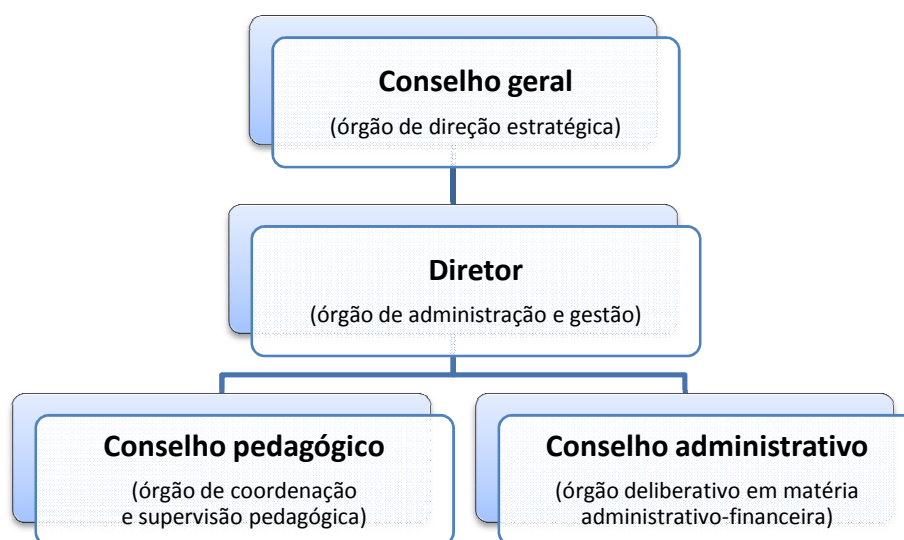 Conselho geral
(órgão de direção estratégica)
Diretor
(órgão de administração e gestão)
Conselho pedagógico
(órgão de coordenação
e supervisão pedagógica)
Conselho administrativo
(órgão deliberativo em matéria
administrativo-financeira)